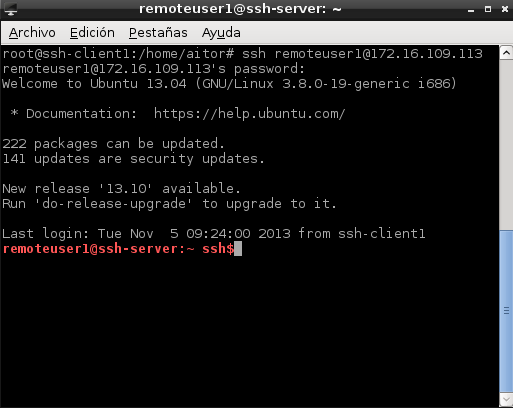 remoteuser1@ssh-server: ~
Archivo Edición Pestañas Ayuda
root@ssh-client1:/home/aitor# ssh remoteuser1@172.16.109.113
remoteuser1@172.16.109.113's password:
Welcome to Ubuntu 13.04 (GNU/Linux 3.8.0-19-generic i686)
* Documentation:  https://help.ubuntu.com/
222 packages can be updated.
141 updates are security updates.
New release '13.10' available.
Run 'do-release-upgrade' to upgrade to it.
Last login: Tue Nov  5 09:24:00 2013 from ssh-client1
remoteuser1@ssh-server:~ ssh$